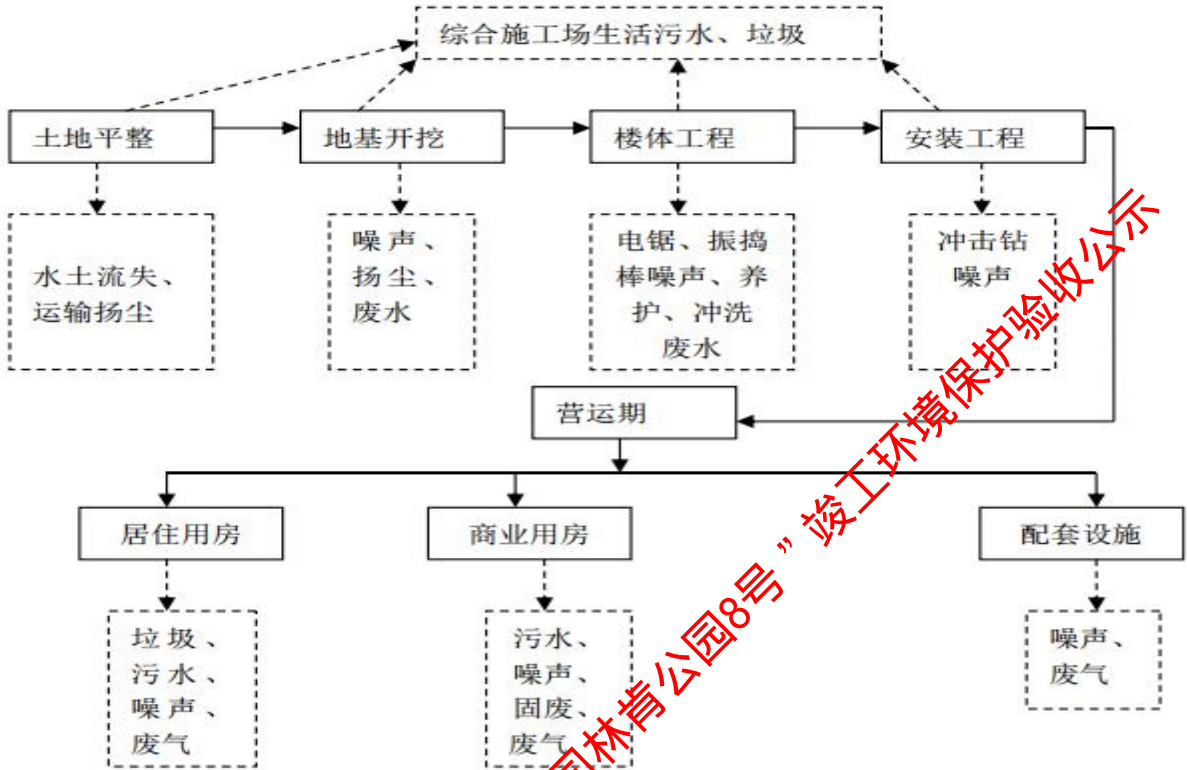 综合施工场生活污水、垃圾
土地平整
地基开挖
楼体工程
安装工程
水土流失、
运输扬尘
噪声、
扬尘、
废水
电锯、振捣
棒噪声、养
护、冲洗
废水
冲击钻
噪声
营运期
居住用房
商业用房
配套设施
垃圾、
污水、
噪声、
废气
污水、
噪声、
固废、
废气
噪声、
废气
园林肯公园8号”竣工环境保护验收公示